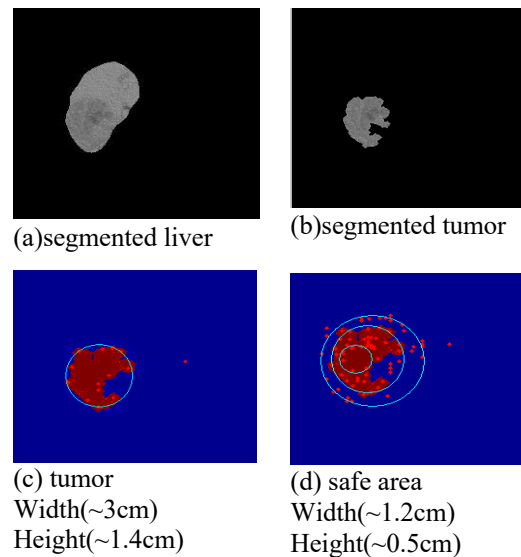 (a)segmented liver
(b)segmented tumor
(c) tumor
Width(~3cm)
Height(~1.4cm)
(d) safe area
Width(~1.2cm)
Height(~0.5cm)